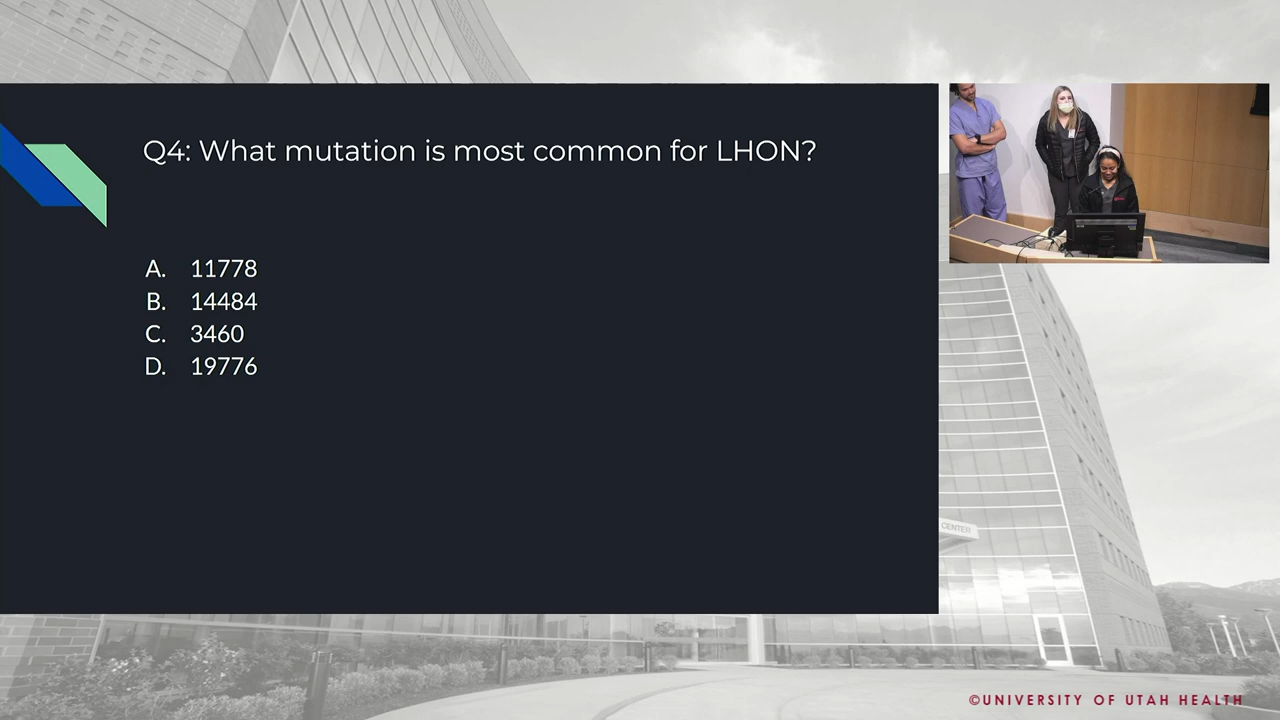 Q4: What mutation is most common for LHON?
A. 11778
B. 14484
C. 3460
D. 19776
CENTER
©UNIVERSITY OF UTAH HEALTH